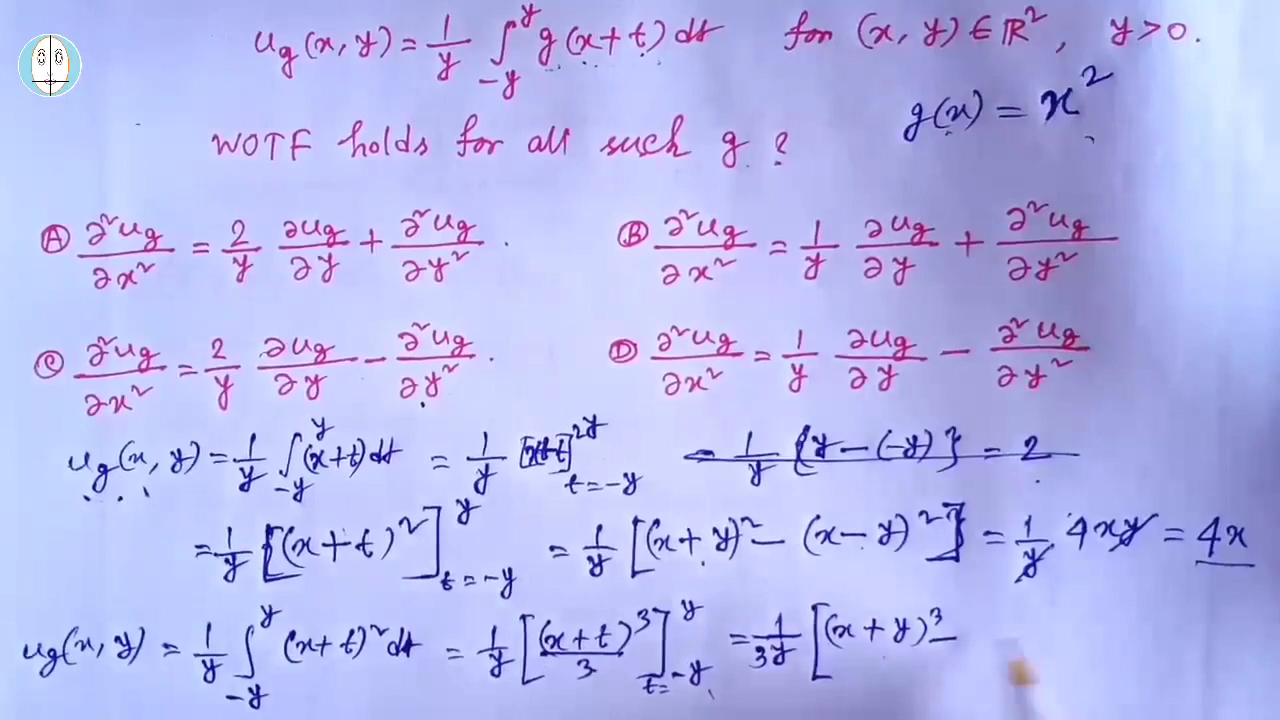 u_g(x, y) = 1/y ∫_{-y}^{y} g(x+t) dt for (x, y) ∈ ℝ², y > 0.
g(x) = x²
WOTF holds for all such g ?
Ⓐ ∂²u_g/∂x² = 2/y ∂u_g/∂y + ∂²u_g/∂y² .
Ⓑ ∂²u_g/∂x² = 1/y ∂u_g/∂y + ∂²u_g/∂y²
Ⓒ ∂²u_g/∂x² = 2/y ∂u_g/∂y - ∂²u_g/∂y² .
Ⓓ ∂²u_g/∂x² = 1/y ∂u_g/∂y - ∂²u_g/∂y²
u_g(x, y) = 1/y ∫_{-y}^{y} (x+t) dt = 1/y ]_{t=-y}^{2y} = 1/y {y-(-y)} = 2
= 1/y [(x+t)²]_{t=-y}^{y} = 1/y [(x+y)² - (x-y)²] = 1/y 4xy = 4x
u_g(x, y) = 1/y ∫_{-y}^{y} (x+t)² dt = 1/y [(x+t)³/3]_{t=-y}^{y} = 1/3y [(x+y)³ -